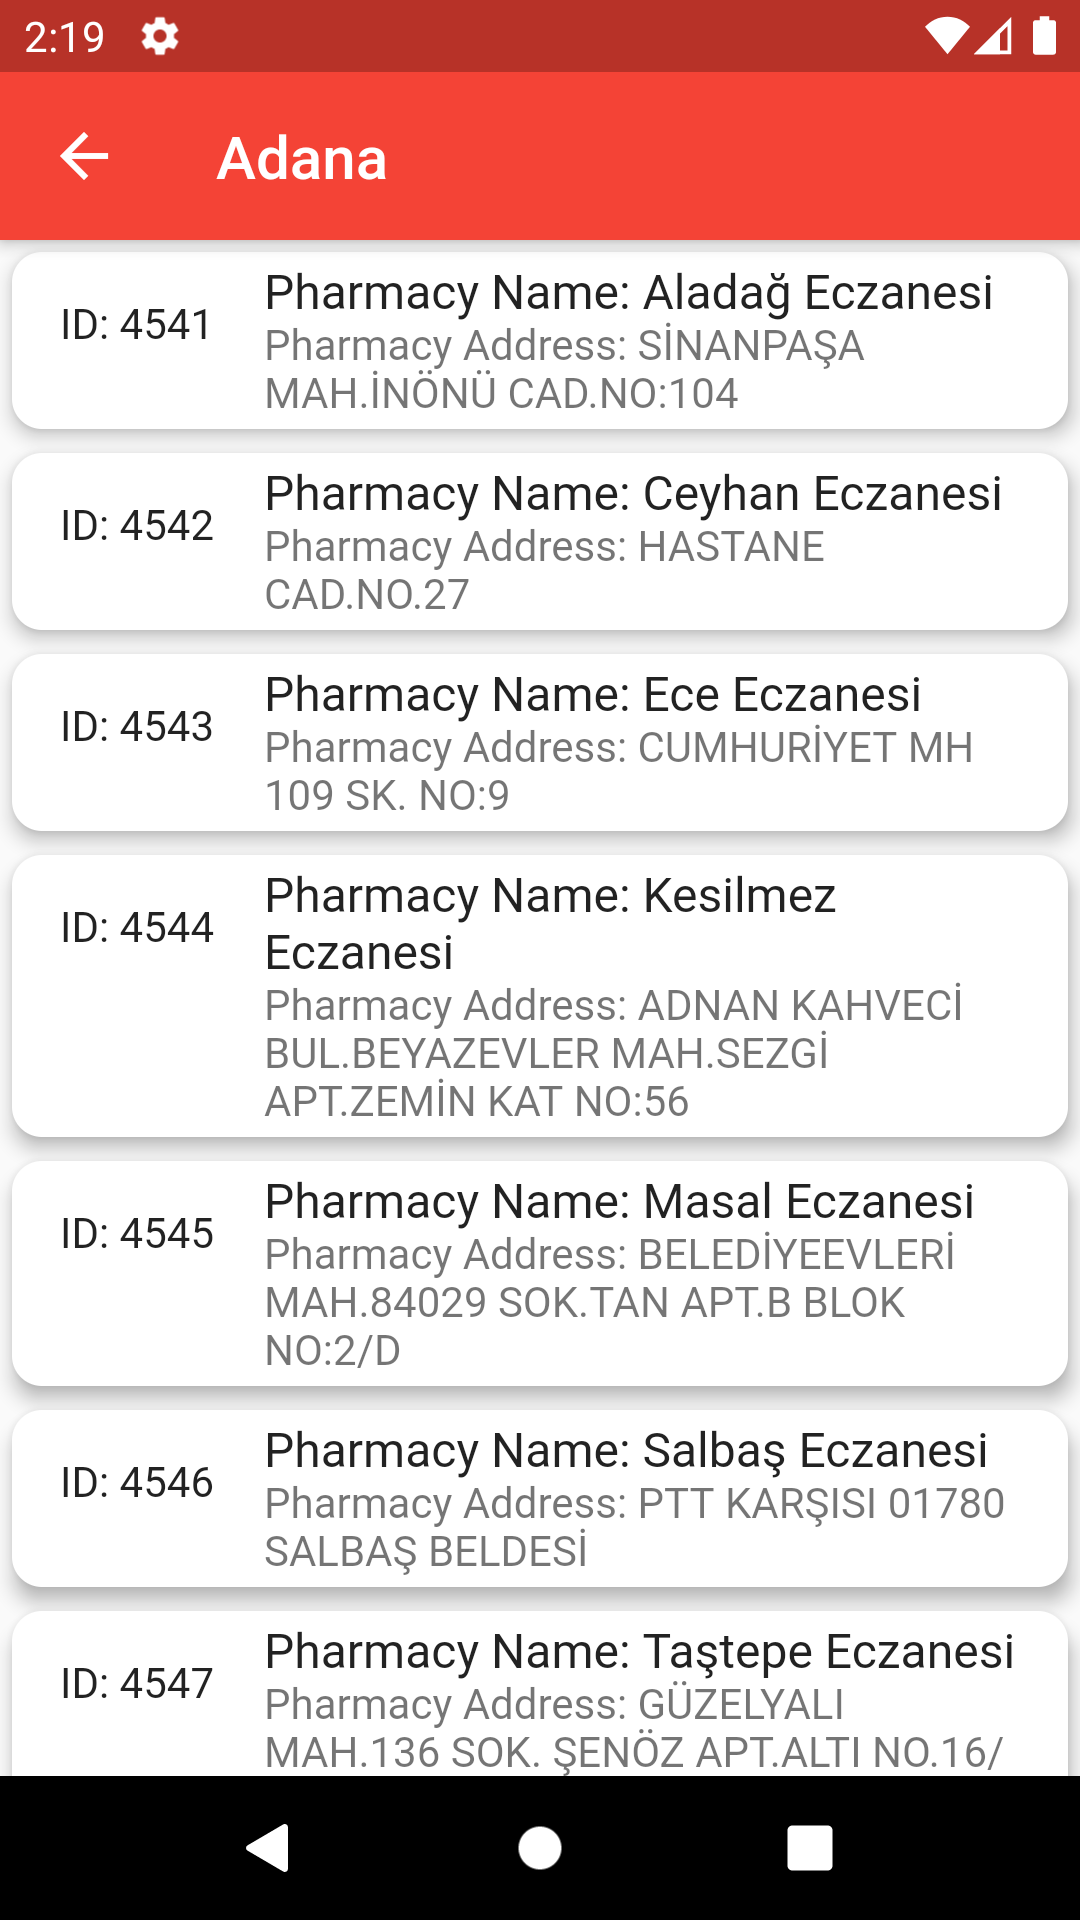 2:19
Adana
Pharmacy Name: Aladağ Eczanesi
ID: 4541
Pharmacy Address: SİNANPAŞA
MAH.İNÖNÜ CAD.NO:104
Pharmacy Name: Ceyhan Eczanesi
ID: 4542
Pharmacy Address: HASTANE
CAD.NO.27
Pharmacy Name: Ece Eczanesi
ID: 4543
Pharmacy Address: CUMHURİYET MH
109 SK. NO:9
Pharmacy Name: Kesilmez
ID: 4544
Eczanesi
Pharmacy Address: ADNAN KAHVECİ
BUL.BEYAZEVLER MAH.SEZGİ
APT.ZEMİN KAT NO:56
Pharmacy Name: Masal Eczanesi
ID: 4545
Pharmacy Address: BELEDİYEEVLERİ
MAH.84029 SOK.TAN APT.B BLOK
NO:2/D
Pharmacy Name: Salbaş Eczanesi
ID: 4546
Pharmacy Address: PTT KARŞISI 01780
SALBAŞ BELDESİ
Pharmacy Name: Taştepe Eczanesi
ID: 4547
Pharmacy Address: GÜZELYALI
MAH.136 SOK. ŞENÖZ APT.ALTI NO.16/